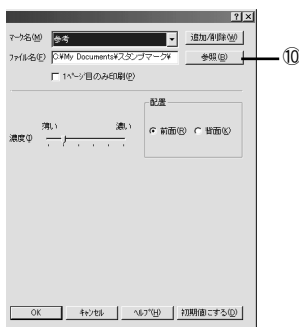 マーク名(M) 参考 追加/削除(W)
ファイル名(F) C:¥My Documents¥スタンプマーク¥ 参照(B) ⑩
1ページ目のみ印刷(P)
配置
薄い 濃い
濃度(I)
前面(R) 背面(K)
OK キャンセル ヘルプ(H) 初期値にする(D)